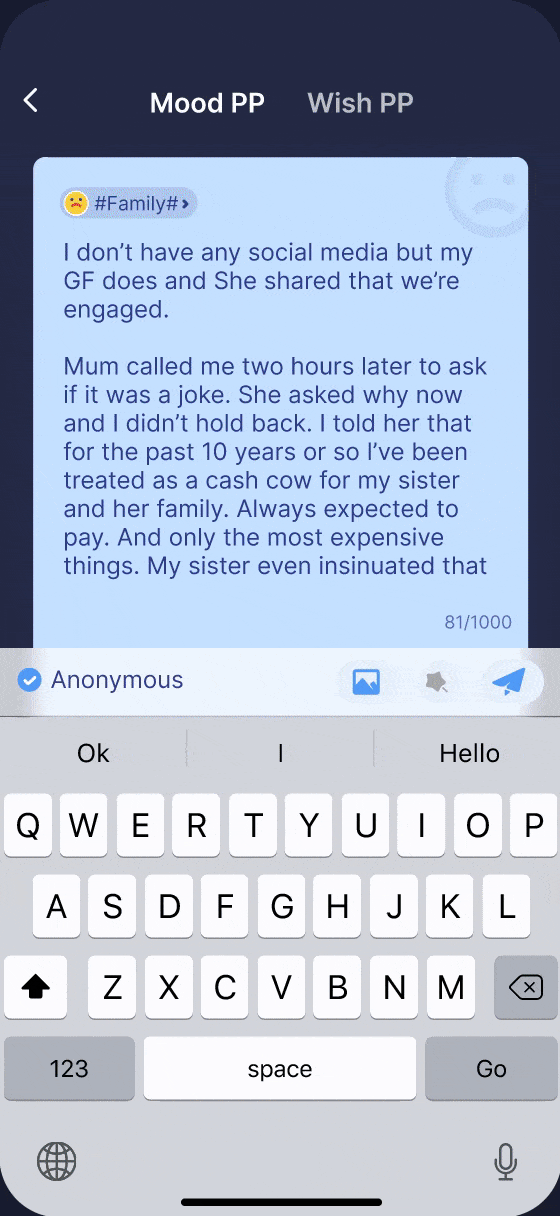 Mood PP Wish PP
#Family#
I don’t have any social media but my
GF does and She shared that we’re
engaged.
Mum called me two hours later to ask
if it was a joke. She asked why now
and I didn’t hold back. I told her that
for the past 10 years or so I’ve been
treated as a cash cow for my sister
and her family. Always expected to
pay. And only the most expensive
things. My sister even insinuated that
81/1000
Anonymous
Ok I Hello
Q W E R T Y U I O P
A S D F G H J K L
Z X C V B N M
123 space Go